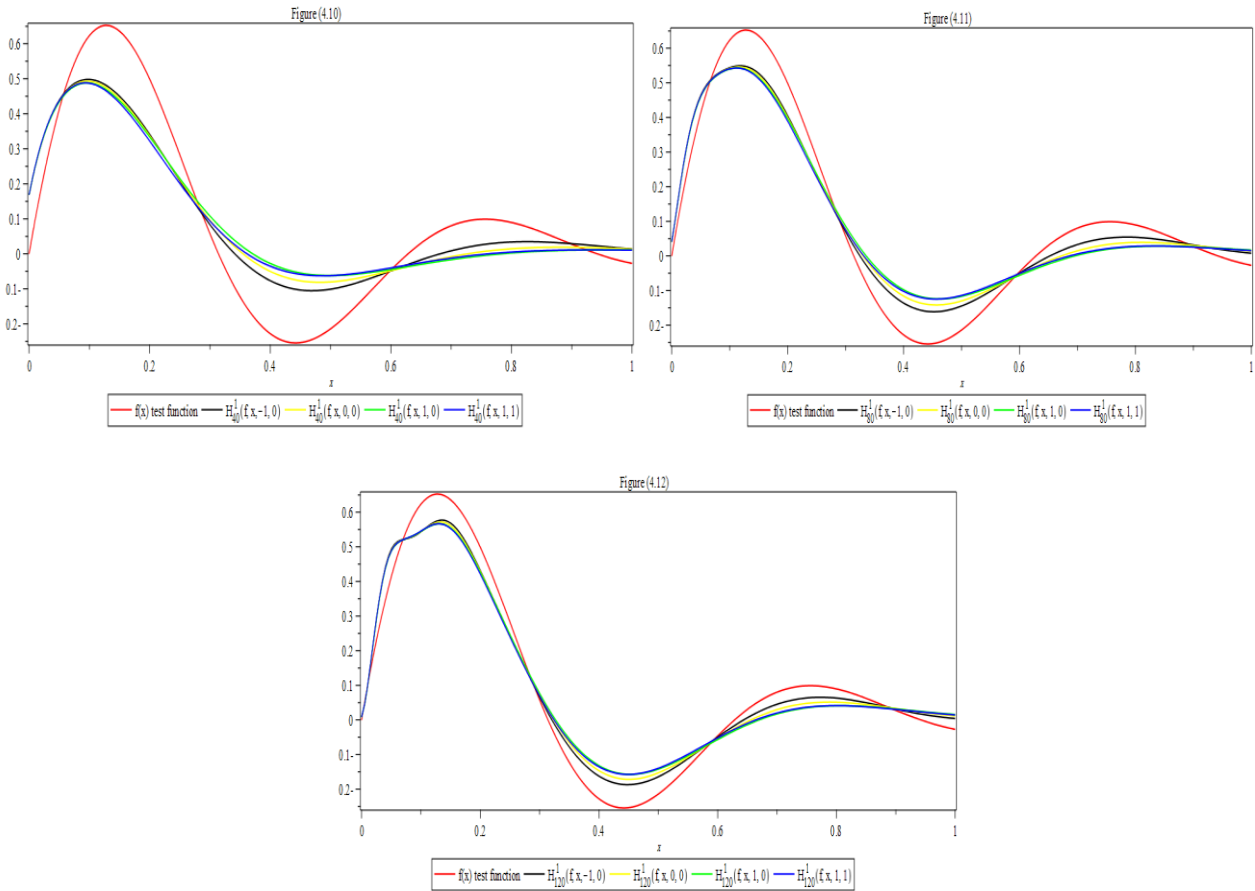 Figure (4.10)
0.6
0.5
0.4
0.3
0.2
0.1
0
0.1-
0.2-
0 0.2 0.4 0.6 0.8 1
x
f(x) test function H¹₄₀(f, x, −1, 0) H¹₄₀(f, x, 0, 0) H¹₄₀(f, x, 1, 0) H¹₄₀(f, x, 1, 1)
Figure (4.11)
0.6
0.5
0.4
0.3
0.2
0.1
0
0.1-
0.2-
0 0.2 0.4 0.6 0.8 1
x
f(x) test function H¹₈₀(f, x, −1, 0) H¹₈₀(f, x, 0, 0) H¹₈₀(f, x, 1, 0) H¹₈₀(f, x, 1, 1)
Figure (4.12)
0.6
0.5
0.4
0.3
0.2
0.1
0
0.1-
0.2-
0 0.2 0.4 0.6 0.8 1
x
f(x) test function H¹₁₂₀(f, x, −1, 0) H¹₁₂₀(f, x, 0, 0) H¹₁₂₀(f, x, 1, 0) H¹₁₂₀(f, x, 1, 1)